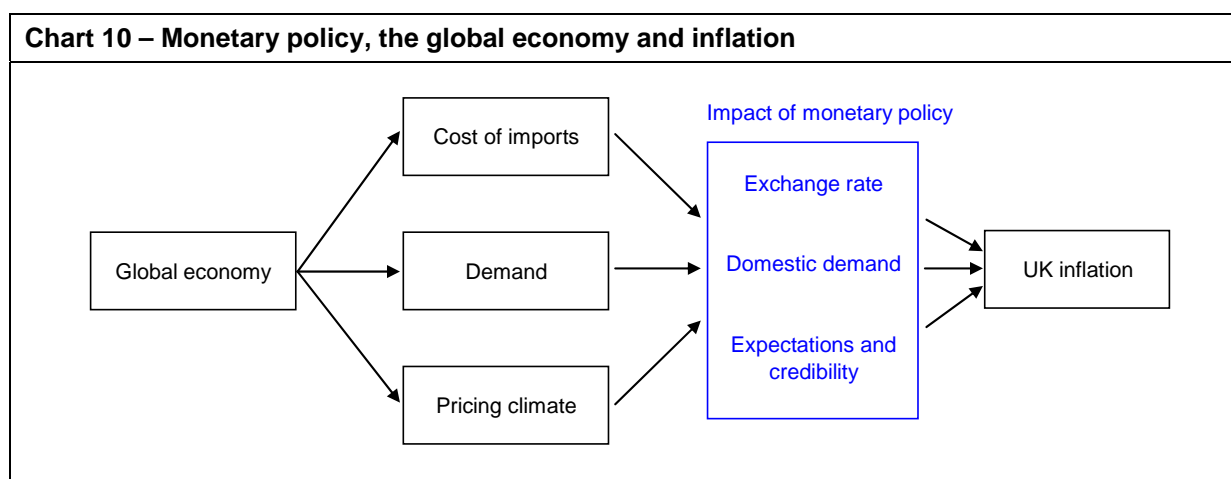 Chart 10 – Monetary policy, the global economy and inflation
Impact of monetary policy
Cost of imports
Exchange rate
Global economy
Demand
Domestic demand
UK inflation
Expectations and
credibility
Pricing climate